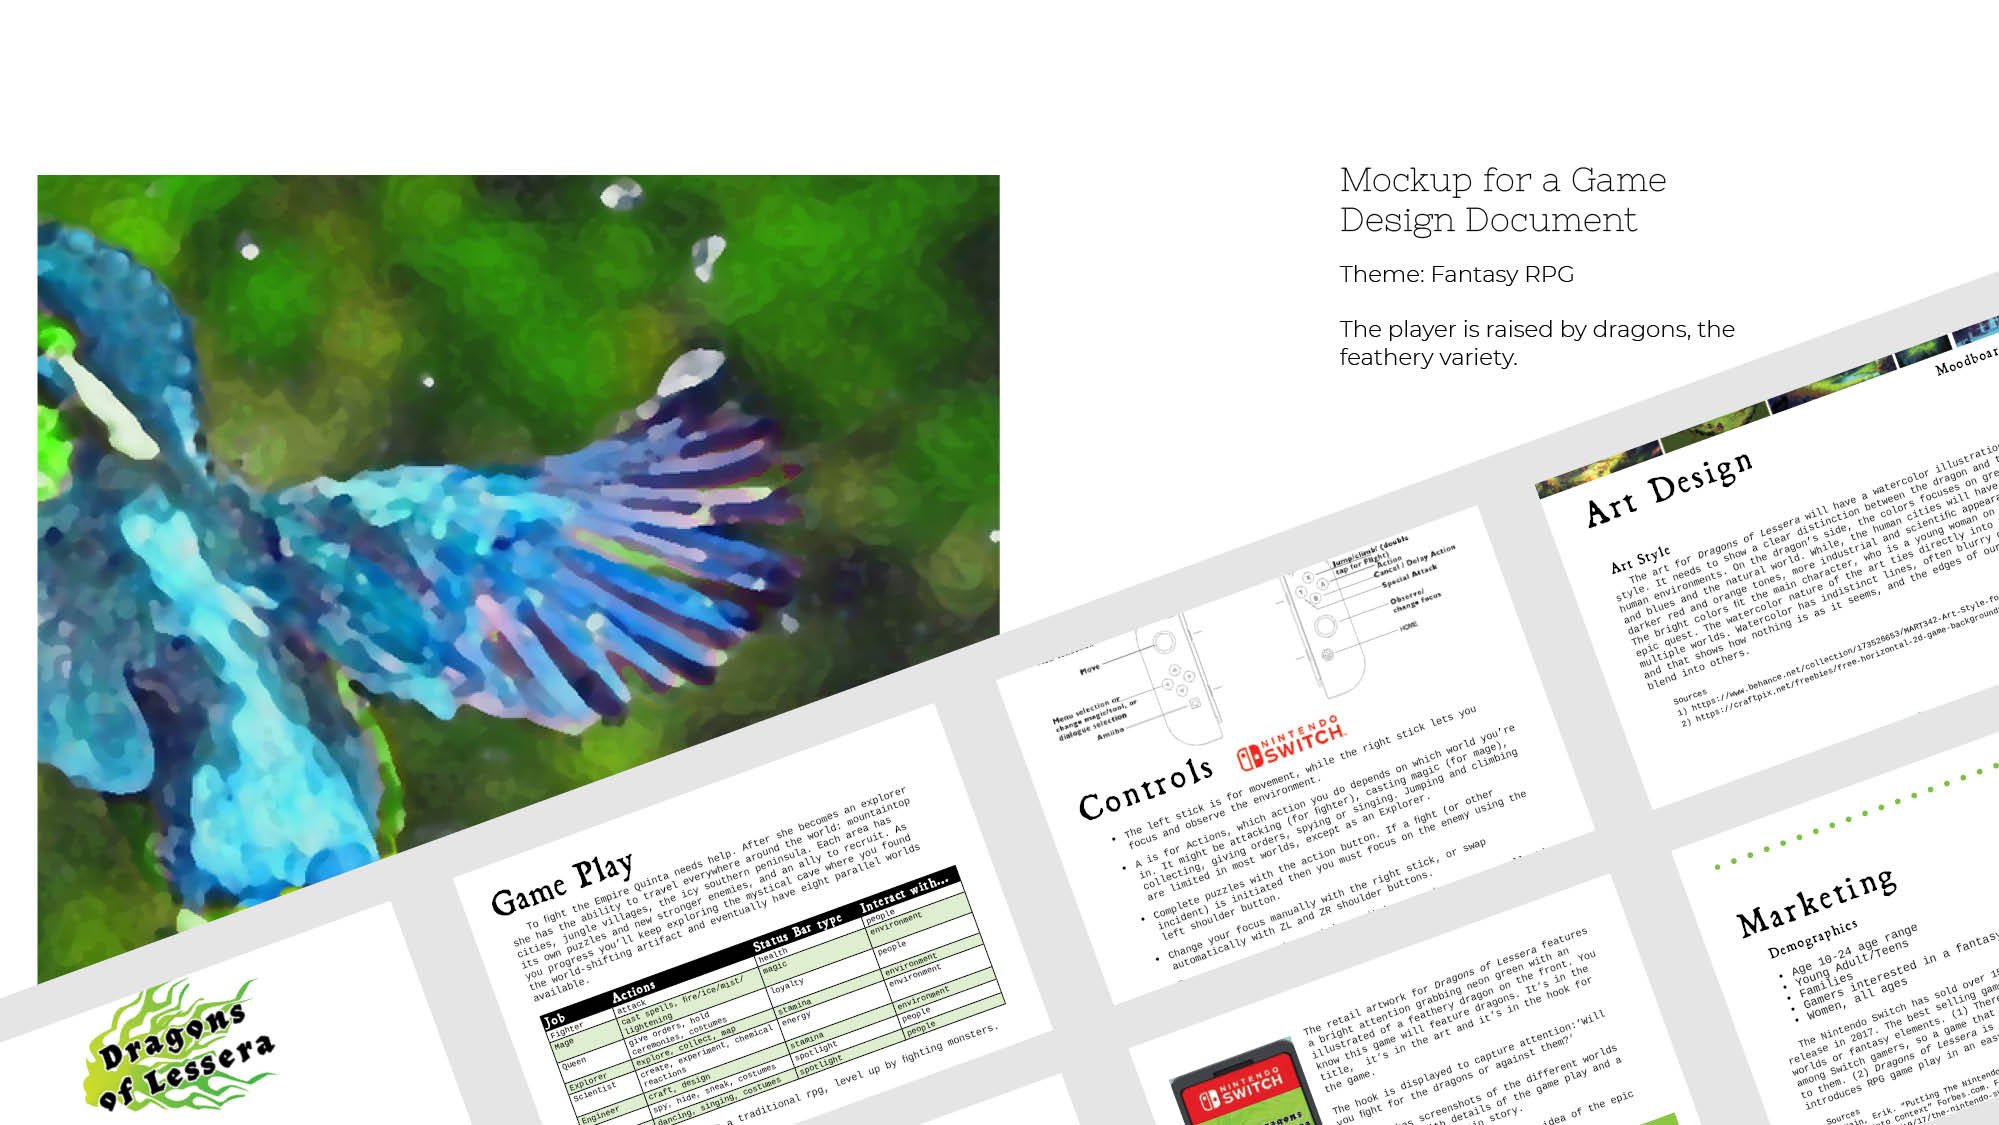 Mockup for a Game
Design Document
Theme: Fantasy RPG
The player is raised by dragons, the
feathery variety.
Dragons
of Lessera
Game Play
To fight the Empire Quinta needs help. After she becomes an explorer
she has the ability to travel everywhere around the world: mountaintop
cities, jungle villages, the icy southern peninsula. Each area has
its own puzzles and new stronger enemies, and an ally to recruit. As
you progress you'll keep exploring the mystical cave where you found
the world-shifting artifact and eventually have eight parallel worlds
available.
Job Actions Status Bar type Interact with...
Fighter attack health people
Mage cast spells, fire/ice/mist/ magic environment
lightening
Queen give orders, hold loyalty people
ceremonies, costumes
Explorer explore, collect, map stamina environment
Scientist create, experiment, chemical energy environment
reactions
Engineer craft, design stamina environment
spy, hide, sneak, costumes spotlight people
dancing, singing, costumes spotlight people
a traditional rpg, level up by fighting monsters.
Jump/climb/ (double
tap for Flight)
Action
Cancel / Delay Action
Special Attack
Observe/
change focus
HOME
Move
Menu selection or
change magic/tool, or
dialogue selection
Amiibo
NINTENDO
SWITCH
Controls
The left stick is for movement, while the right stick lets you
focus and observe the environment.
A is for Actions, which action you do depends on which world you're
in. It might be attacking (for fighter), casting magic (for mage),
collecting, giving orders, spying or singing. Jumping and climbing
are limited in most worlds, except as an Explorer.
Complete puzzles with the action button. If a fight (or other
incident) is initiated then you must focus on the enemy using the
left shoulder button.
Change your focus manually with the right stick, or swap
automatically with ZL and ZR shoulder buttons.
Moodboar
Art Design
Art Style
The art for Dragons of Lessera will have a watercolor illustratio
style. It needs to show a clear distinction between the dragon and
human environments. On the dragon's side, the colors focuses on gre
and blues and the natural world. While, the human cities will have
darker red and orange tones, more industrial and scientific appeara
The bright colors fit the main character, who is a young woman on
epic quest. The watercolor nature of the art ties directly into
multiple worlds. Watercolor has indistinct lines, often blurry
and that shows how nothing is as it seems, and the edges of our
blend into others.
Sources
1) https://www.behance.net/collection/173526653/MART342-Art-Style-fo
2) https://craftpix.net/freebies/free-horizontal-2d-game-background
NINTENDO
SWITCH
The retail artwork for Dragons of Lessera features
a bright attention grabbing neon green with an
illustrated of a feathery dragon on the front. You
know this game will feature dragons. It's in the
title, it's in the art and it's in the hook for
the game.
The hook is displayed to capture attention:'Will
you fight for the dragons or against them?'
has screenshots of the different worlds
with details of the game play and a
in story.
idea of the epic
Marketing
Demographics
Age 10-24 age range
Young Adult/Teens
Families
Gamers interested in a fantasy
Women, all ages
The Nintendo Switch has sold over
release in 2017. The best selling gam
worlds or fantasy elements. (1) There
among Switch gamers, so a game that
to them. (2) Dragons of Lessera is
introduces RPG game play in an eas
Sources
Erik. "Putting The Nintendo
Context" Forbes.com.